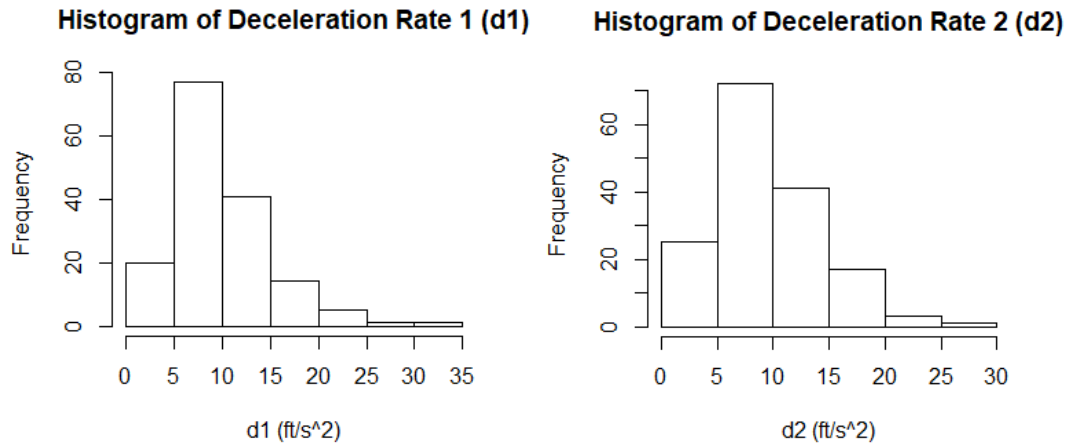 Histogram of Deceleration Rate 1 (d1)
Frequency
80
60
40
20
0
0 5 10 15 20 25 30 35
d1 (ft/s^2)
Histogram of Deceleration Rate 2 (d2)
Frequency
60
40
20
0
0 5 10 15 20 25 30
d2 (ft/s^2)